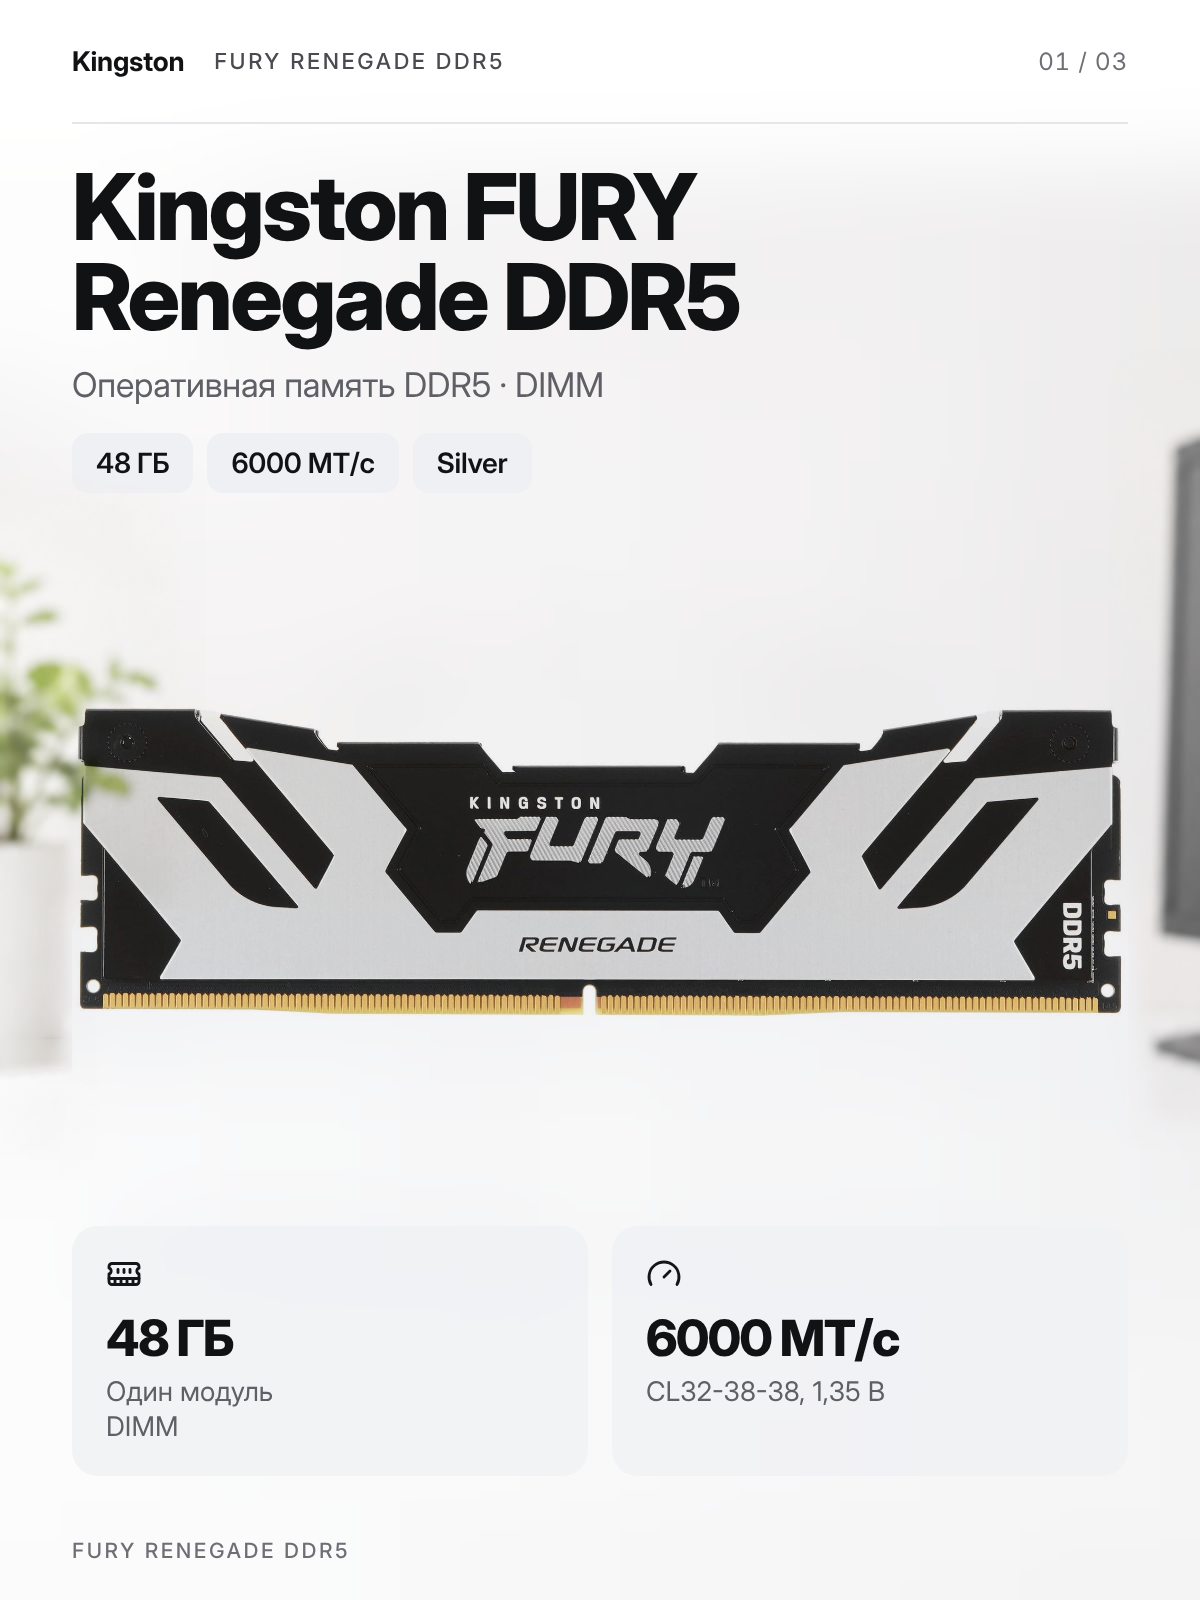 Kingston FURY RENEGADE DDR5 01 / 03
Kingston FURY
Renegade DDR5
Оперативная память DDR5 · DIMM
48 ГБ 6000 МТ/с Silver
KINGSTON
FURY
RENEGADE
DDR5
48 ГБ
Один модуль
DIMM
6000 МТ/с
CL32-38-38, 1,35 В
FURY RENEGADE DDR5